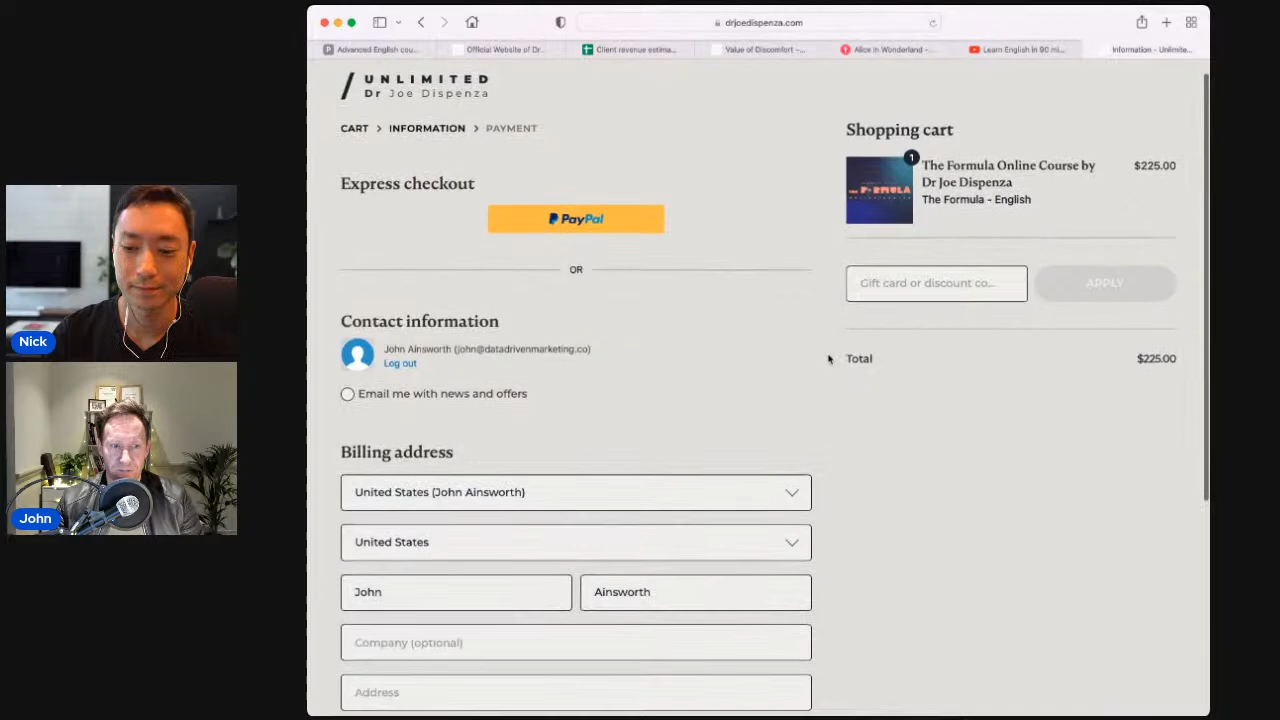 drjoedispenza.com
Advanced English cou...
Official Website of Dr...
Client revenue estima...
Value of Discomfort –...
Alice in Wonderland -...
Learn English in 90 mi...
Information - Unlimite...
UNLIMITED
Dr Joe Dispenza
CART > INFORMATION > PAYMENT
Express checkout
PayPal
OR
Contact information
John Ainsworth (john@datadrivenmarketing.co)
Log out
Email me with news and offers
Billing address
United States (John Ainsworth)
United States
John
Ainsworth
Company (optional)
Address
Shopping cart
1
THE FORMULA
The Formula Online Course by
Dr Joe Dispenza
The Formula - English
$225.00
Gift card or discount co...
APPLY
Total
$225.00
Nick
John